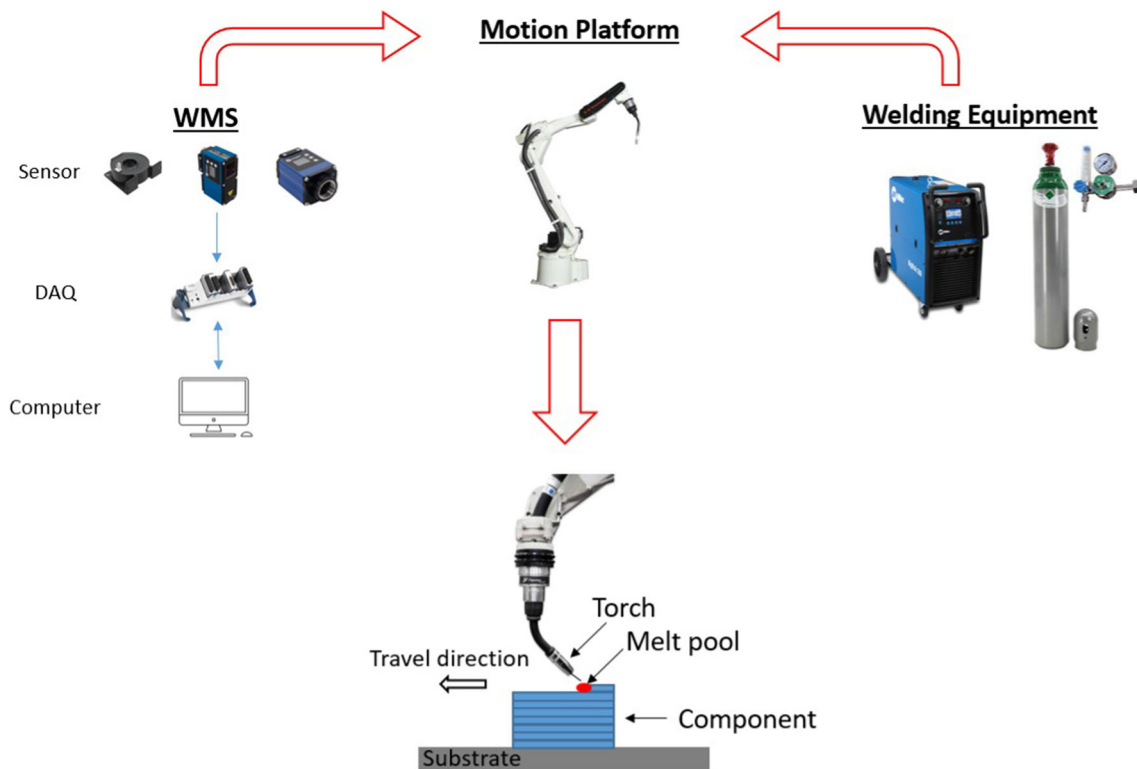 Motion Platform
WMS
Welding Equipment
Sensor
DAQ
Computer
Torch
Melt pool
Travel direction
Component
Substrate